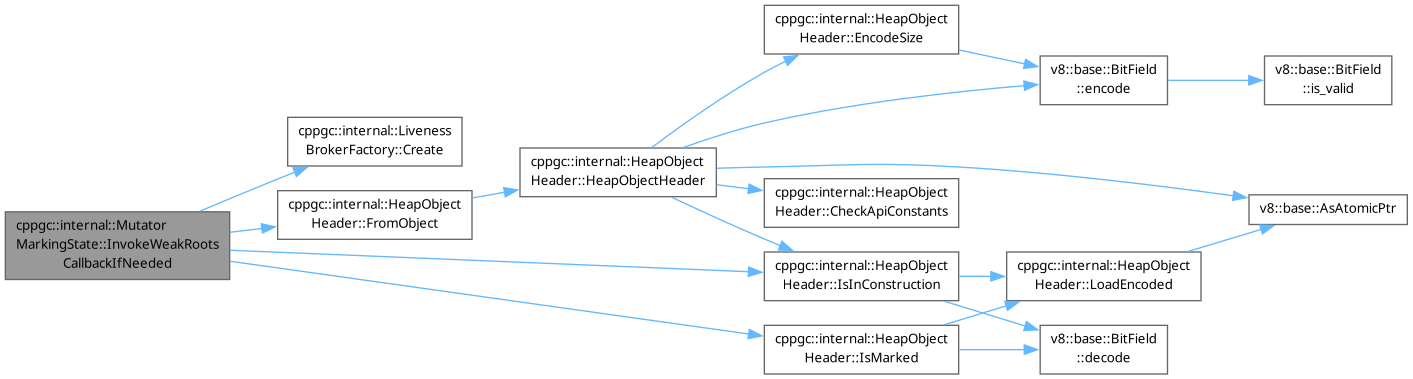 cppgc::internal::Mutator
MarkingState::InvokeWeakRoots
CallbackIfNeeded
cppgc::internal::Liveness
BrokerFactory::Create
cppgc::internal::HeapObject
Header::FromObject
cppgc::internal::HeapObject
Header::HeapObjectHeader
cppgc::internal::HeapObject
Header::EncodeSize
cppgc::internal::HeapObject
Header::CheckApiConstants
cppgc::internal::HeapObject
Header::IsInConstruction
cppgc::internal::HeapObject
Header::IsMarked
v8::base::BitField
::encode
cppgc::internal::HeapObject
Header::LoadEncoded
v8::base::BitField
::decode
v8::base::BitField
::is_valid
v8::base::AsAtomicPtr